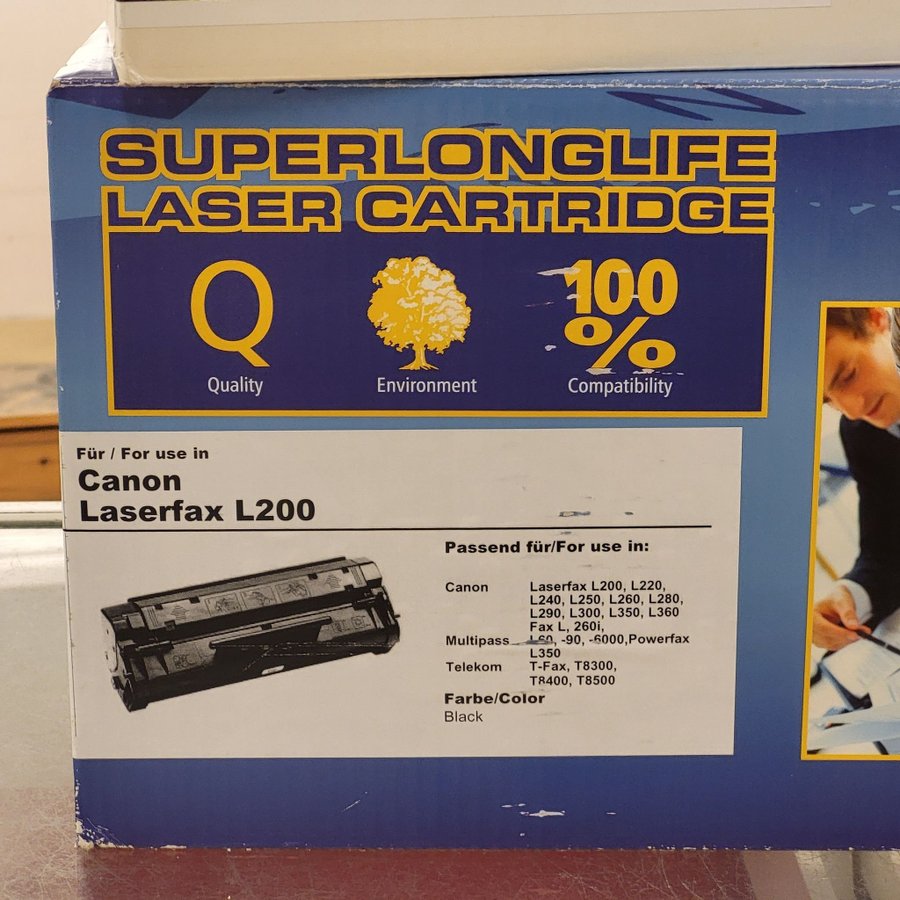 SUPERLONGLIFE
LASER CARTRIDGE
Q
100
%
Quality
Environment
Compatibility
Für / For use in
Canon
Laserfax L200
Passend für/For use in:
Canon Laserfax L200, L220,
L240, L250, L260, L280,
L290, L300, L350, L360
Fax L, 260i,
Multipass L60, -90, -6000,Powerfax
L350
Telekom T-Fax, T8300,
T8400, T8500
Farbe/Color
Black